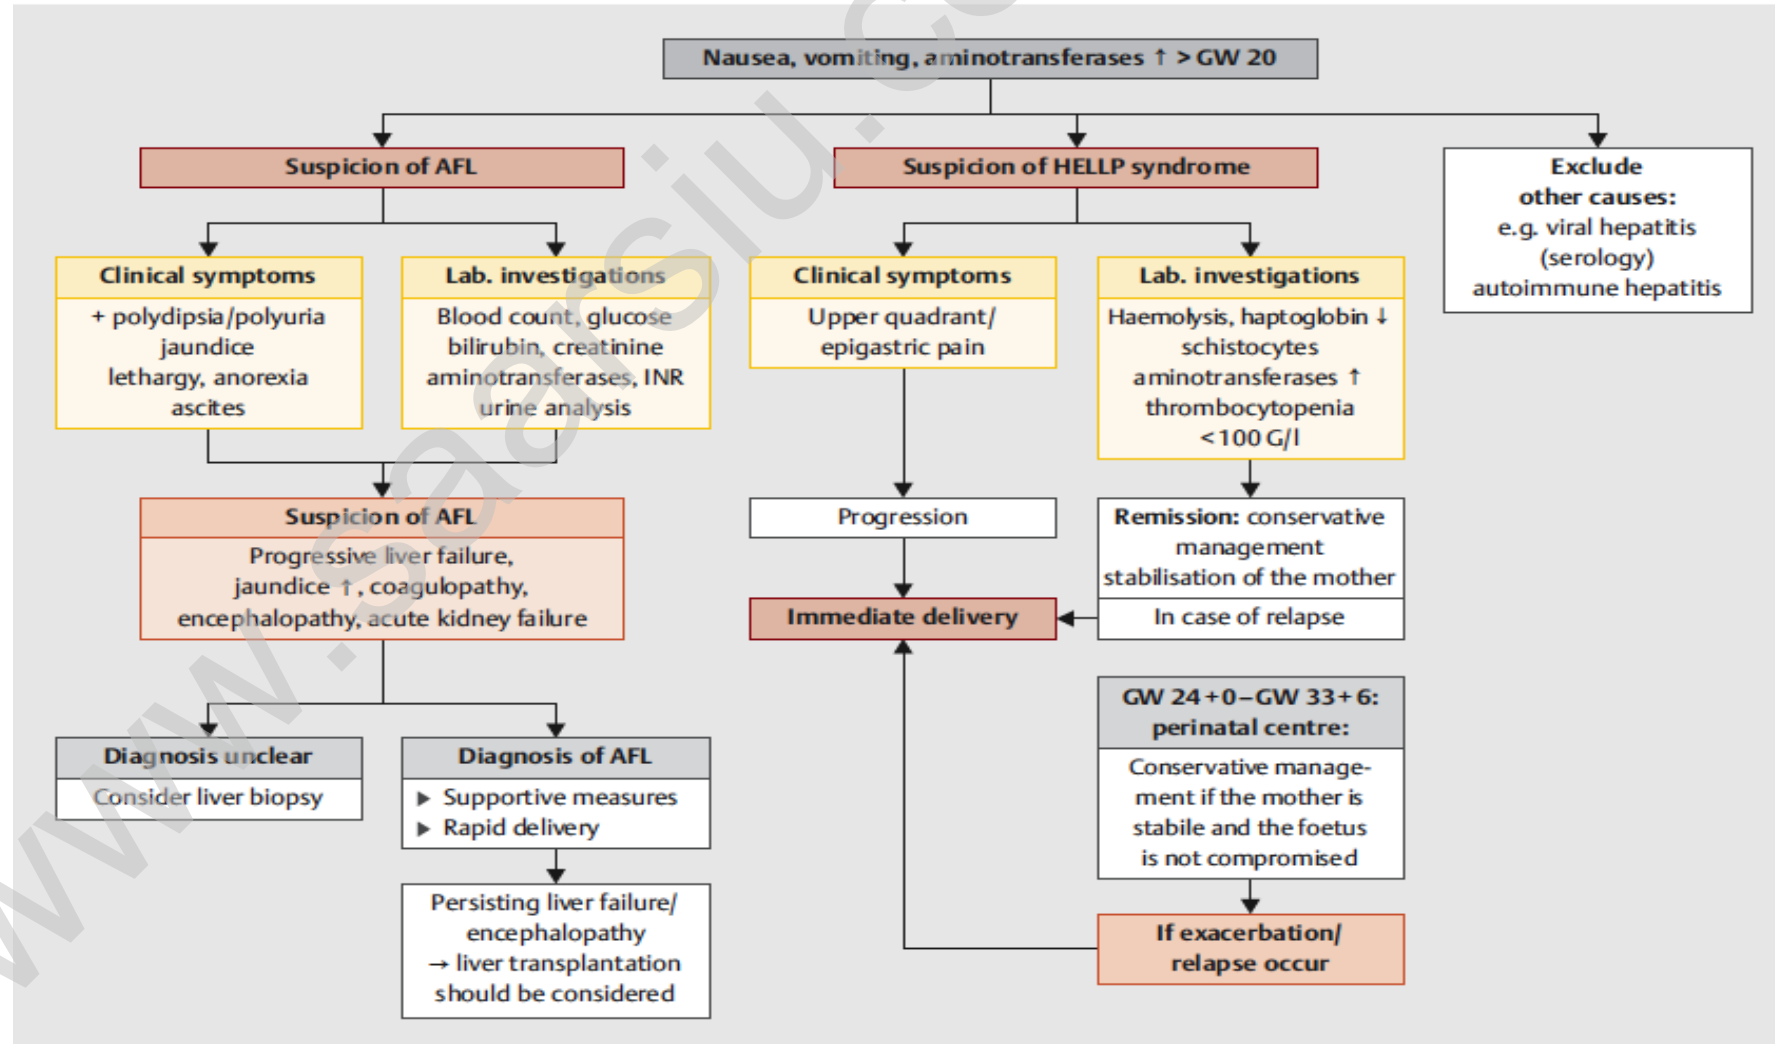 Nausea, vomiting, aminotransferases ↑ > GW 20
Suspicion of AFL
Clinical symptoms
+ polydipsia/polyuria
jaundice
lethargy, anorexia
ascites
Lab. investigations
Blood count, glucose
bilirubin, creatinine
aminotransferases, INR
urine analysis
Suspicion of AFL
Progressive liver failure,
jaundice ↑, coagulopathy,
encephalopathy, acute kidney failure
Diagnosis unclear
Consider liver biopsy
Diagnosis of AFL
▶ Supportive measures
▶ Rapid delivery
Persisting liver failure/
encephalopathy
→ liver transplantation
should be considered
Suspicion of HELLP syndrome
Clinical symptoms
Upper quadrant/
epigastric pain
Progression
Immediate delivery
Lab. investigations
Haemolysis, haptoglobin ↓
schistocytes
aminotransferases ↑
thrombocytopenia
<100 G/l
Remission: conservative
management
stabilisation of the mother
In case of relapse
GW 24+0–GW 33+6:
perinatal centre:
Conservative manage-
ment if the mother is
stabile and the foetus
is not compromised
If exacerbation/
relapse occur
Exclude
other causes:
e.g. viral hepatitis
(serology)
autoimmune hepatitis
www.saarsiu.co